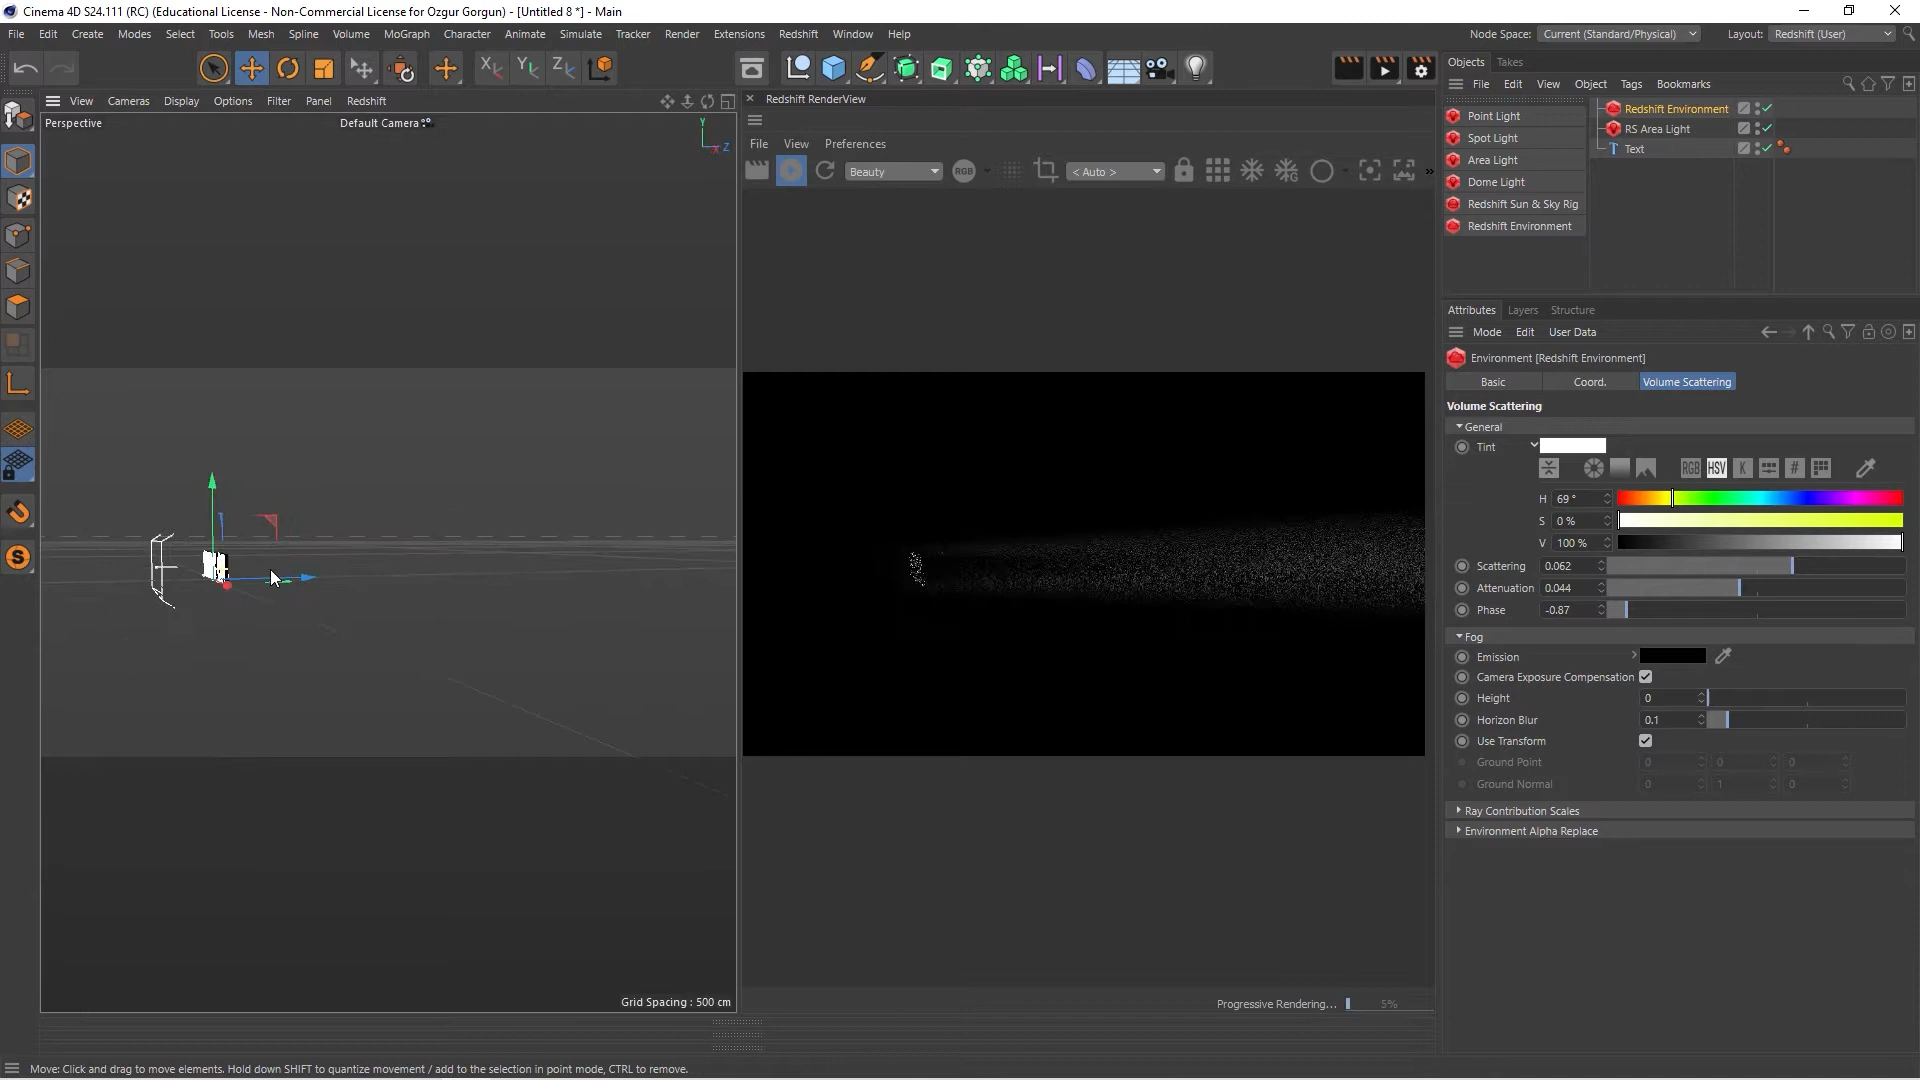 Cinema 4D S24.111 (RC) (Educational License - Non-Commercial License for Ozgur Gorgun) - [Untitled 8 *] - Main
File Edit Create Modes Select Tools Mesh Spline Volume MoGraph Character Animate Simulate Tracker Render Extensions Redshift Window Help
Node Space: Current (Standard/Physical) Layout: Redshift (User)
Objects Takes
View Cameras Display Options Filter Panel Redshift
Redshift RenderView
File Edit View Object Tags Bookmarks
Perspective
Default Camera
Y
X Z
File View Preferences
Beauty
RGB
< Auto >
Point Light
Spot Light
Area Light
Dome Light
Redshift Sun & Sky Rig
Redshift Environment
Redshift Environment
RS Area Light
Text
Attributes Layers Structure
Mode Edit User Data
Environment [Redshift Environment]
Basic Coord. Volume Scattering
Volume Scattering
General
Tint
RGB HSV K #
H 69 °
S 0 %
V 100 %
Scattering 0.062
Attenuation 0.044
Phase -0.87
Fog
Emission
Camera Exposure Compensation
Height 0
Horizon Blur 0.1
Use Transform
Ground Point 0 0 0
Ground Normal 0 1 0
Ray Contribution Scales
Environment Alpha Replace
Grid Spacing : 500 cm
Progressive Rendering... 5%
Move: Click and drag to move elements. Hold down SHIFT to quantize movement / add to the selection in point mode, CTRL to remove.